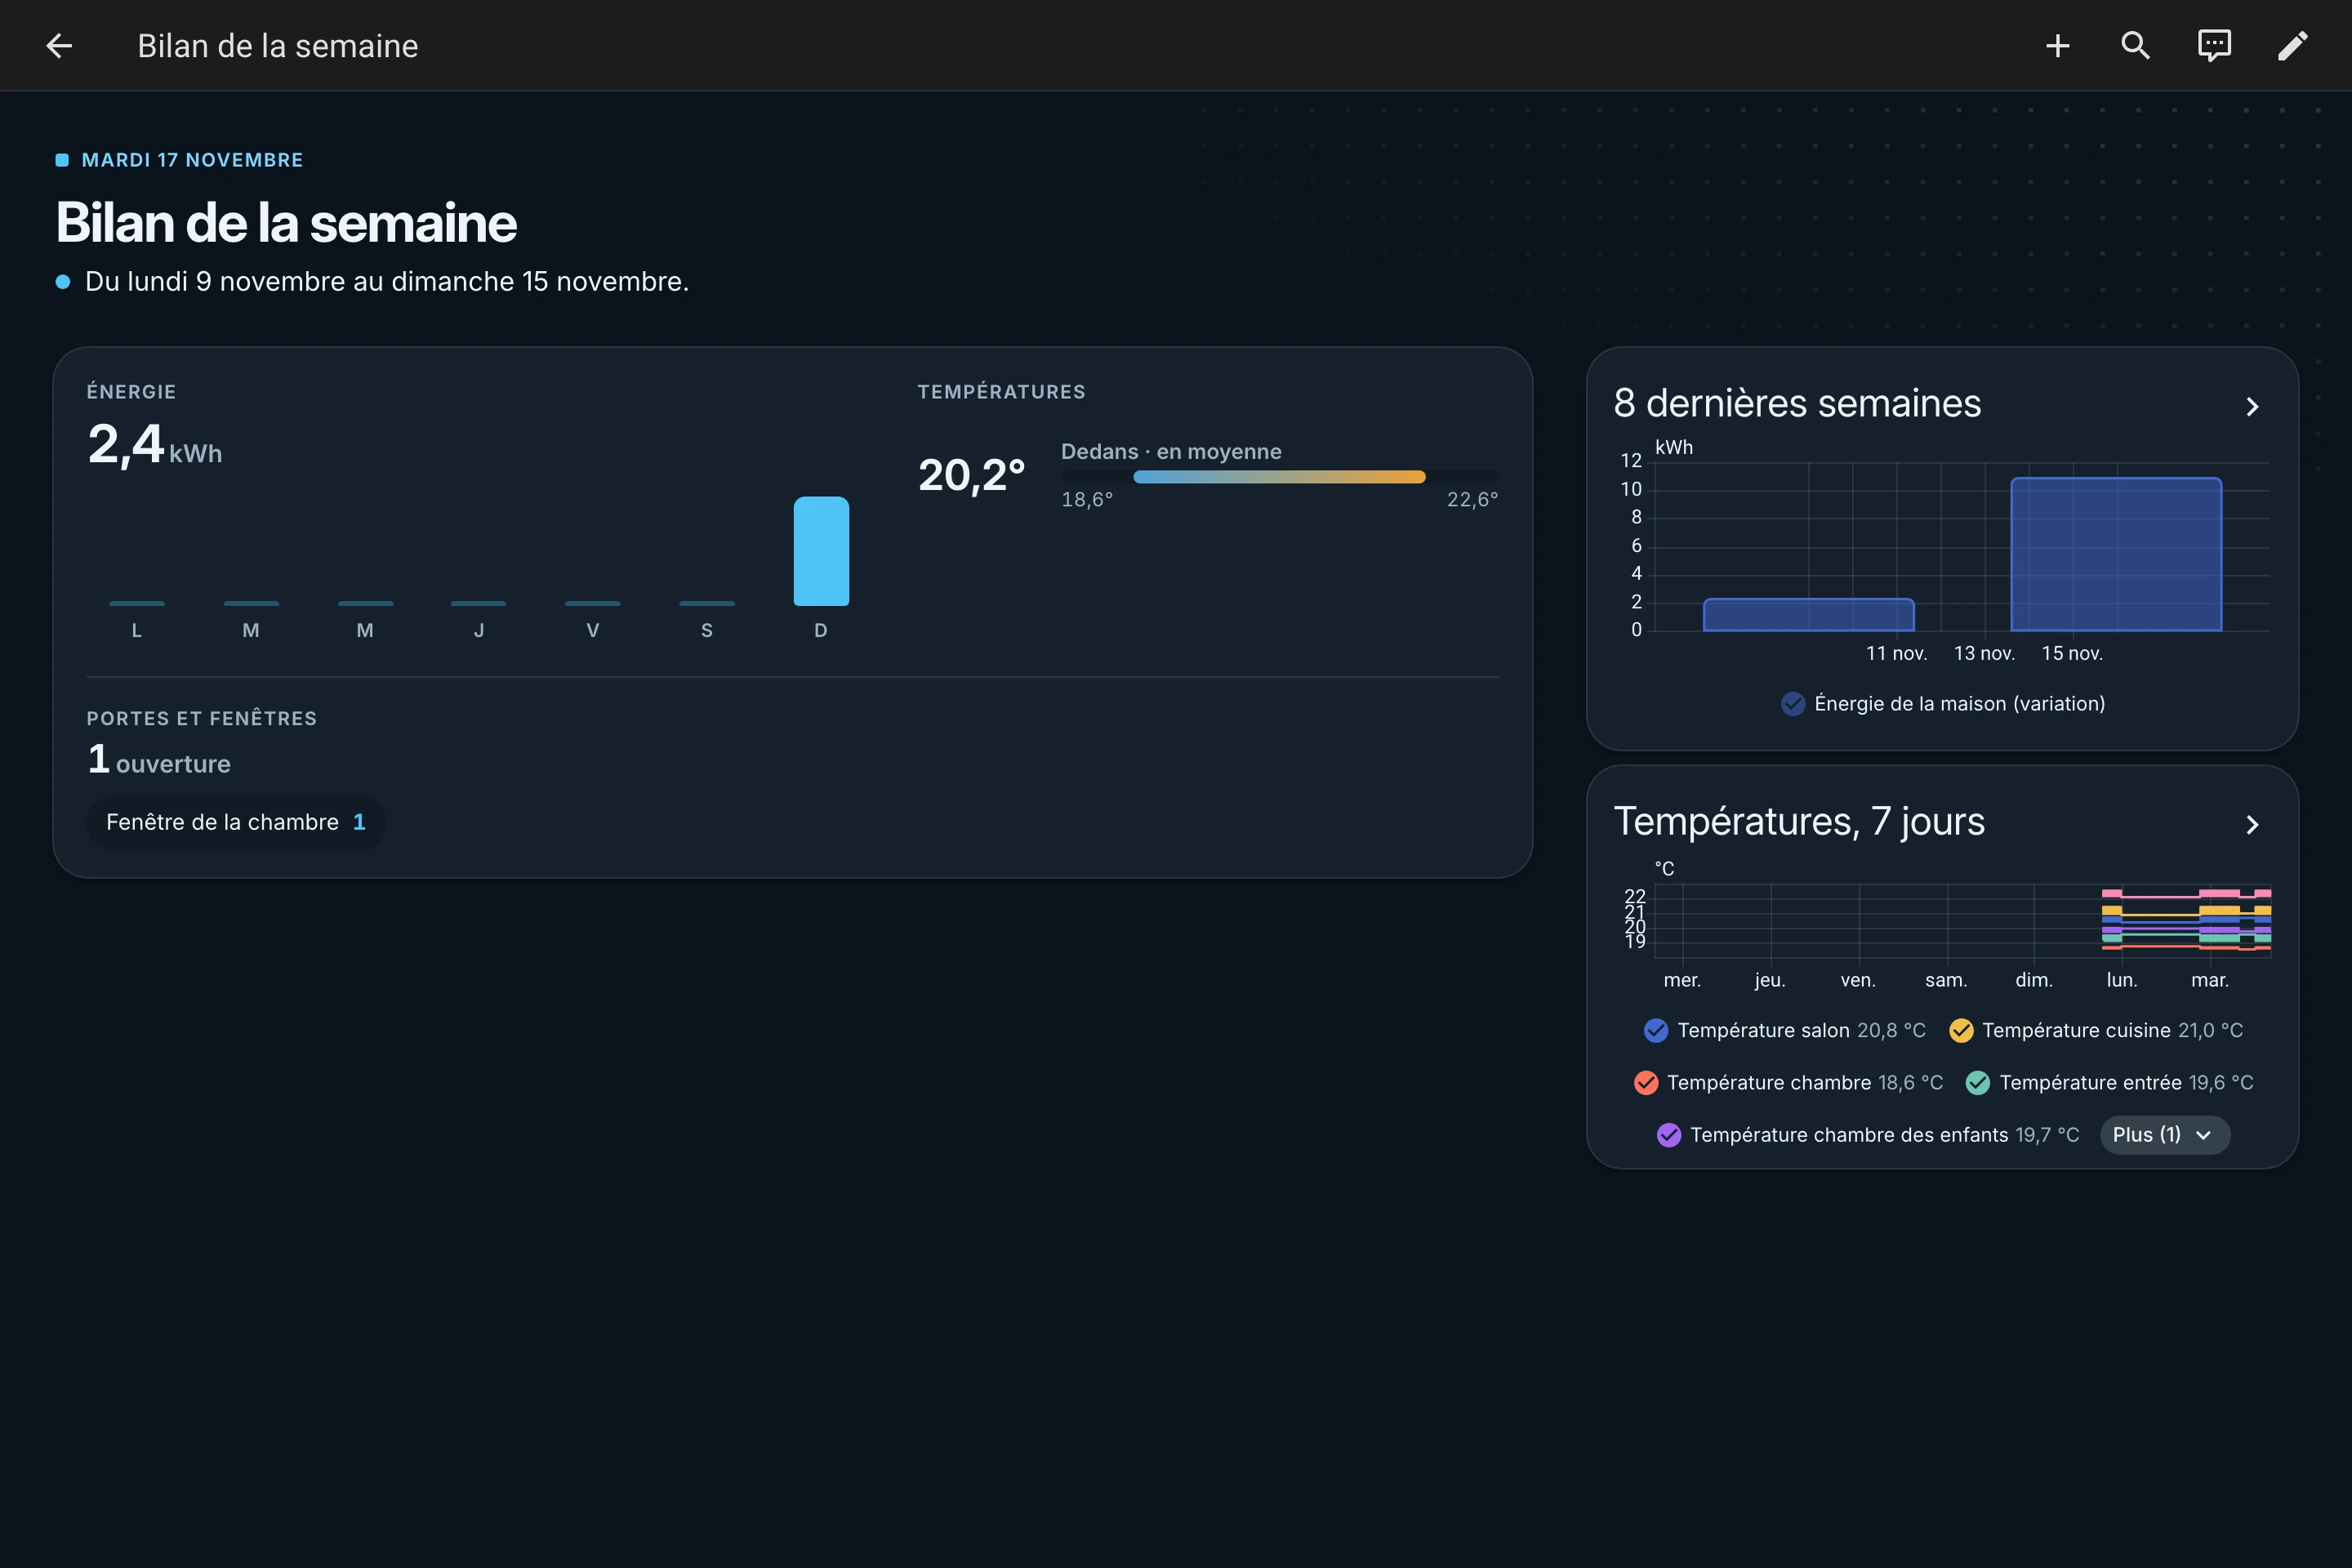 Bilan de la semaine
MARDI 17 NOVEMBRE
Bilan de la semaine
Du lundi 9 novembre au dimanche 15 novembre.
ÉNERGIE
2,4 kWh
L M M J V S D
TEMPÉRATURES
20,2°
Dedans · en moyenne
18,6° 22,6°
PORTES ET FENÊTRES
1 ouverture
Fenêtre de la chambre 1
8 dernières semaines
kWh
12
10
8
6
4
2
0
11 nov. 13 nov. 15 nov.
Énergie de la maison (variation)
Températures, 7 jours
°C
22
21
20
19
mer. jeu. ven. sam. dim. lun. mar.
Température salon 20,8 °C Température cuisine 21,0 °C
Température chambre 18,6 °C Température entrée 19,6 °C
Température chambre des enfants 19,7 °C Plus (1)